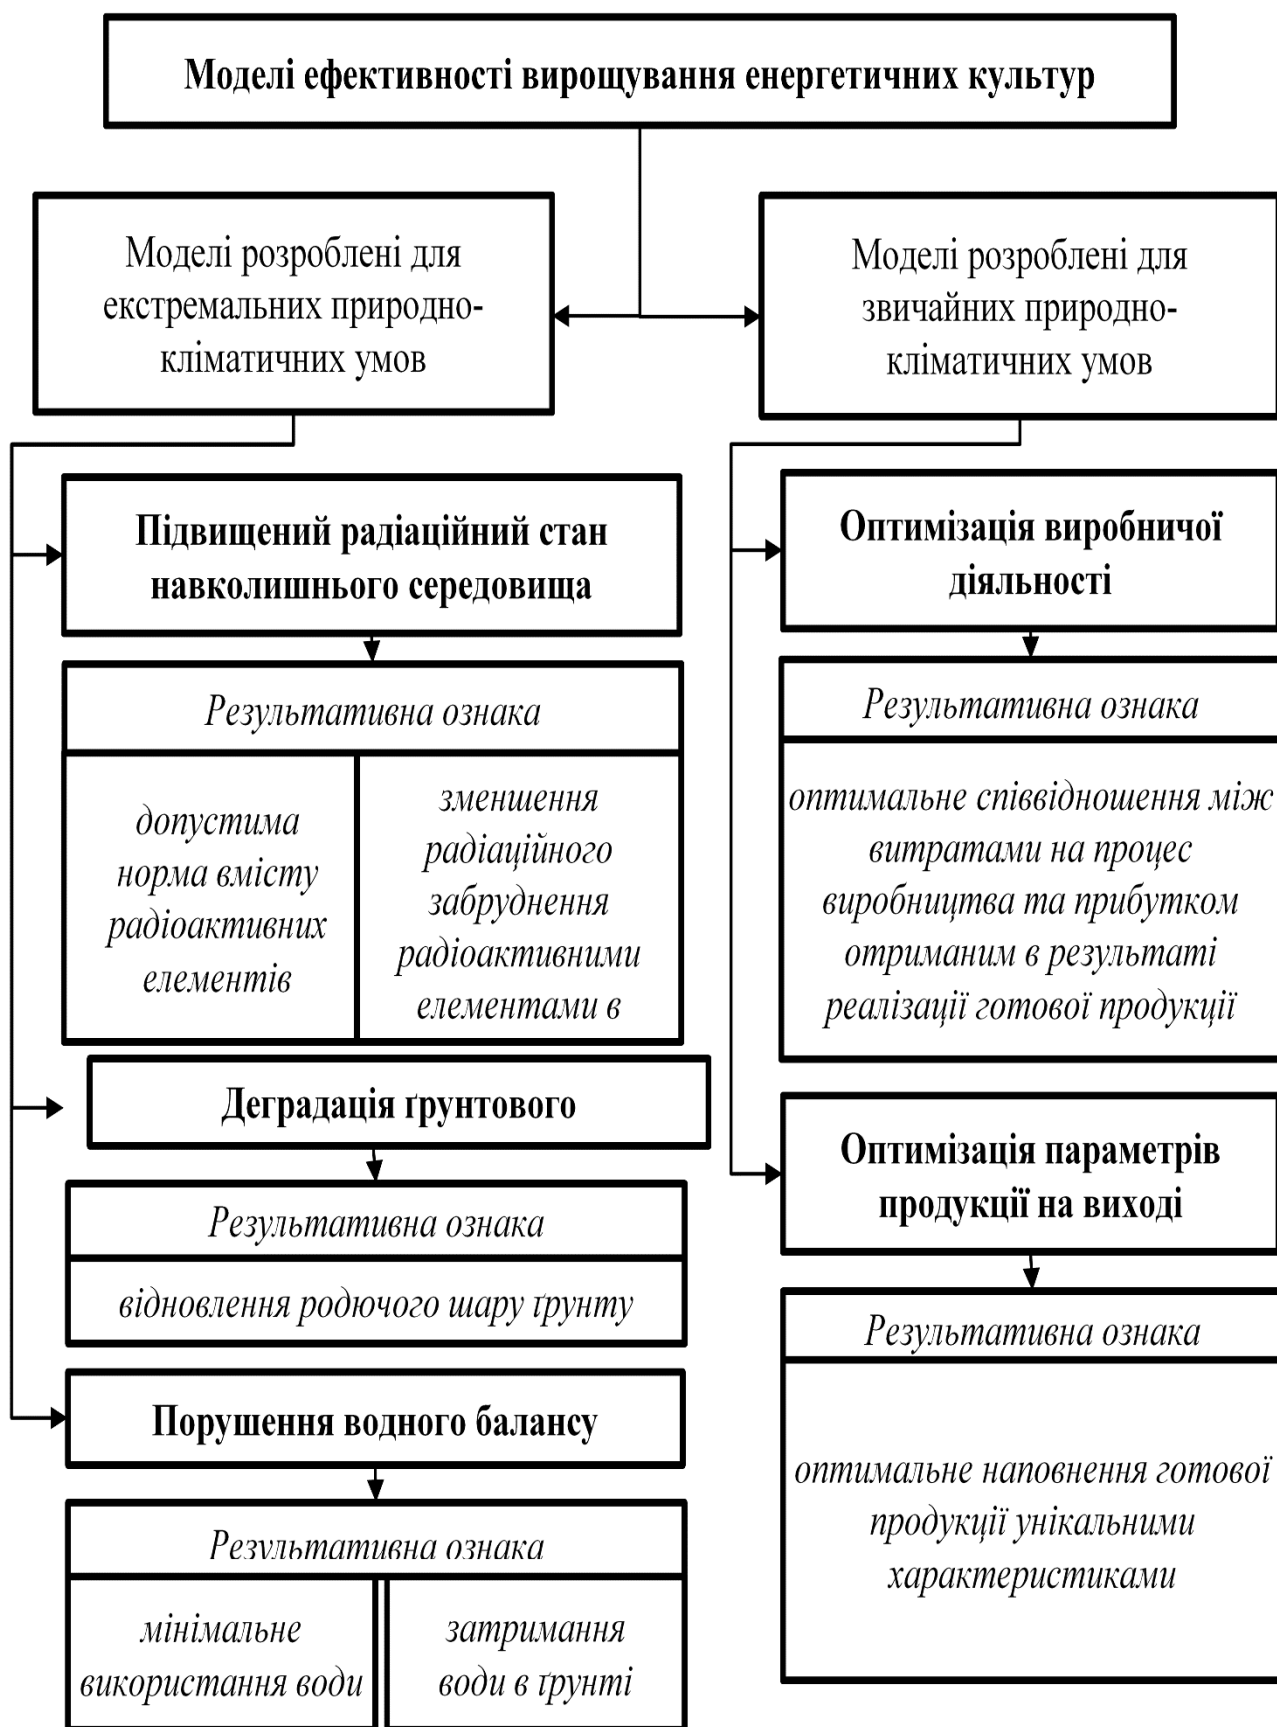 Моделі ефективності вирощування енергетичних культур
Моделі розроблені для
екстремальних природно-
кліматичних умов
Моделі розроблені для
звичайних природно-
кліматичних умов
Підвищений радіаційний стан
навколишнього середовища
Результативна ознака
допустима
норма вмісту
радіоактивних
елементів
зменшення
радіаційного
забруднення
радіоактивними
елементами в
Деградація ґрунтового
Результативна ознака
відновлення родючого шару ґрунту
Порушення водного балансу
Результативна ознака
мінімальне
використання води
затримання
води в ґрунті
Оптимізація виробничої
діяльності
Результативна ознака
оптимальне співвідношення між
витратами на процес
виробництва та прибутком
отриманим в результаті
реалізації готової продукції
Оптимізація параметрів
продукції на виході
Результативна ознака
оптимальне наповнення готової
продукції унікальними
характеристиками